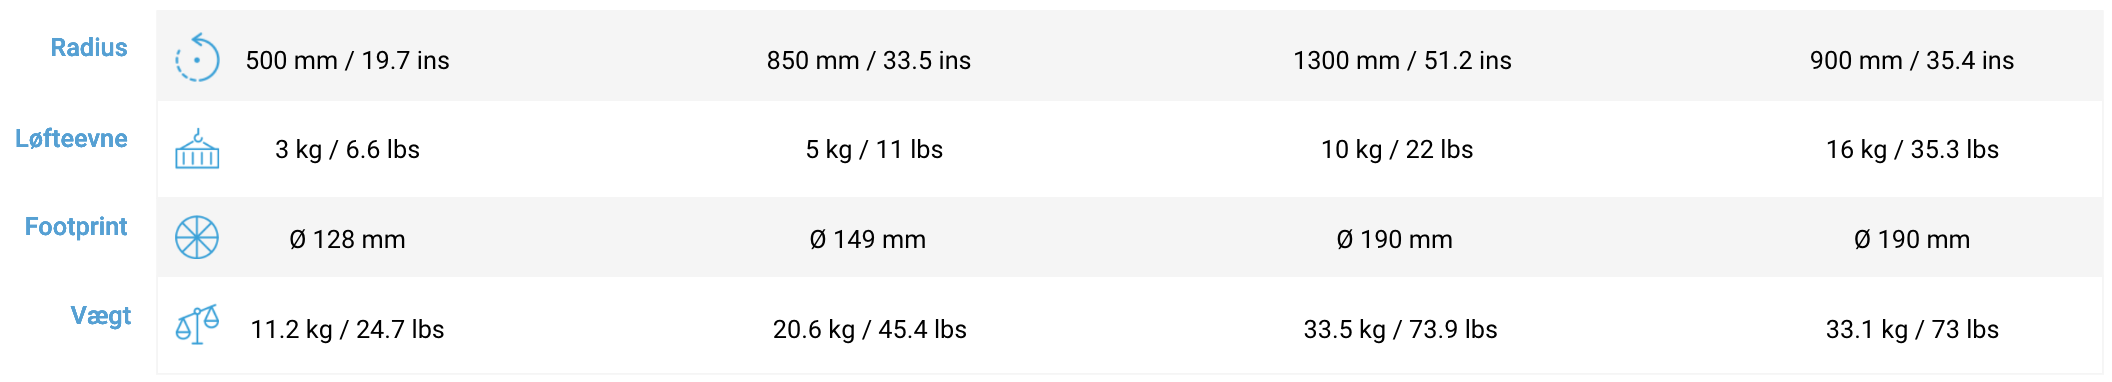 Radius 500 mm / 19.7 ins 850 mm / 33.5 ins 1300 mm / 51.2 ins 900 mm / 35.4 ins
Løfteevne 3 kg / 6.6 lbs 5 kg / 11 lbs 10 kg / 22 lbs 16 kg / 35.3 lbs
Footprint Ø 128 mm Ø 149 mm Ø 190 mm Ø 190 mm
Vægt 11.2 kg / 24.7 lbs 20.6 kg / 45.4 lbs 33.5 kg / 73.9 lbs 33.1 kg / 73 lbs